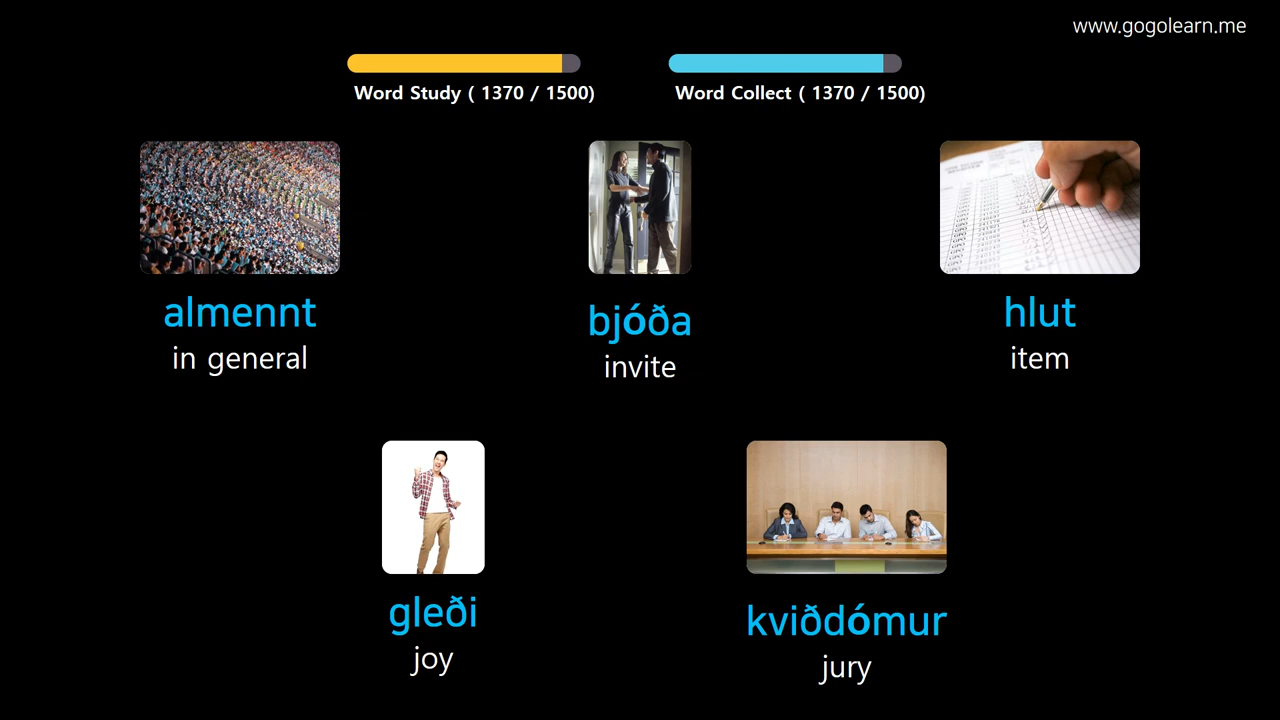 www.gogolearn.me
Word Study ( 1370 / 1500)
Word Collect ( 1370 / 1500)
almennt
in general
bjóða
invite
hlut
item
gleði
joy
kviðdómur
jury